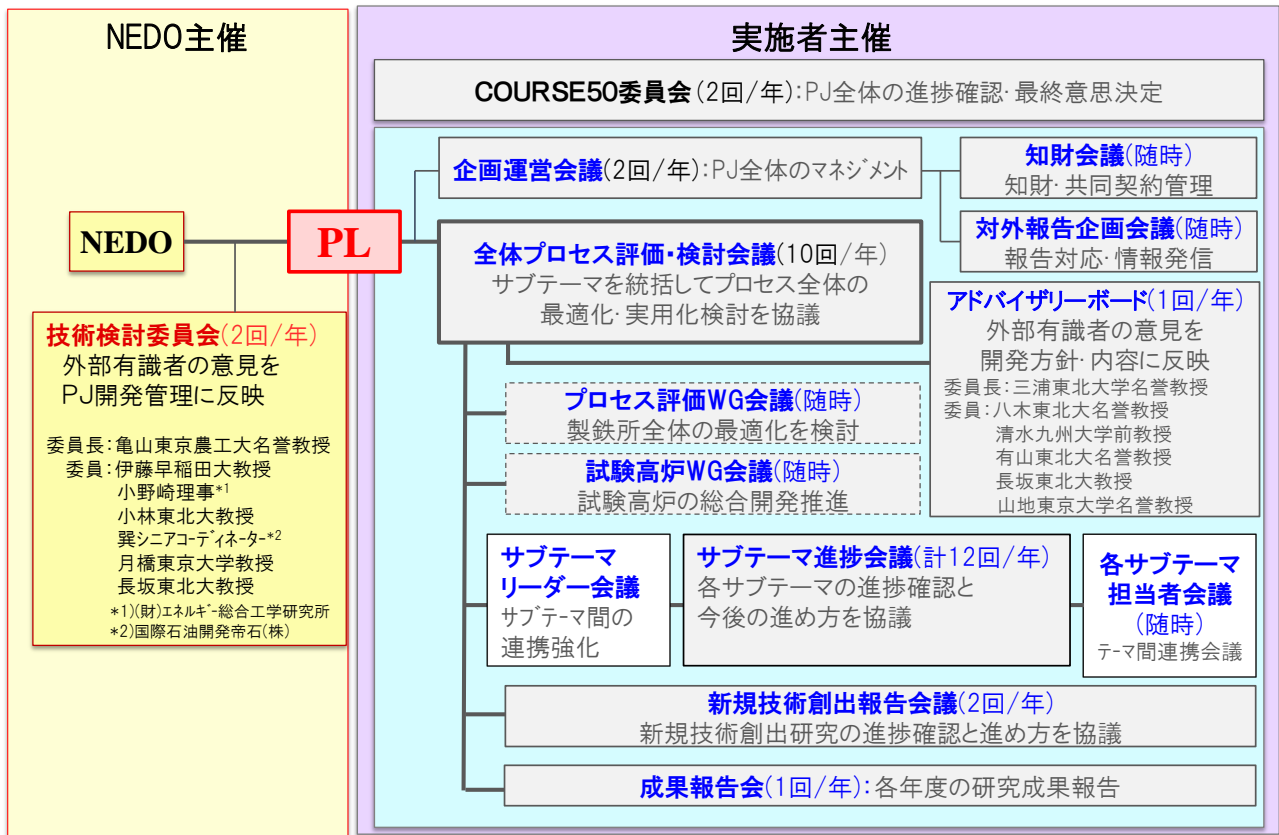 NEDO主催
NEDO
技術検討委員会(2回/年)
外部有識者の意見を
PJ開発管理に反映
委員長:亀山東京農工大名誉教授
委員:伊藤早稲田大教授
小野崎理事*1
小林東北大教授
巽シニアコーディネーター*2
月橋東京大学教授
長坂東北大教授
*1)(財)エネルギー総合工学研究所
*2)国際石油開発帝石(株)
PL
実施者主催
COURSE50委員会(2回/年):PJ全体の進捗確認・最終意思決定
企画運営会議(2回/年):PJ全体のマネジメント
知財会議(随時)
知財・共同契約管理
対外報告企画会議(随時)
報告対応・情報発信
全体プロセス評価・検討会議(10回/年)
サブテーマを統括してプロセス全体の
最適化・実用化検討を協議
アドバイザリーボード(1回/年)
外部有識者の意見を
開発方針・内容に反映
委員長:三浦東北大学名誉教授
委員:八木東北大名誉教授
清水九州大学前教授
有山東北大名誉教授
長坂東北大教授
山地東京大学名誉教授
プロセス評価WG会議(随時)
製鉄所全体の最適化を検討
試験高炉WG会議(随時)
試験高炉の総合開発推進
サブテーマ
リーダー会議
サブテーマ間の
連携強化
サブテーマ進捗会議(計12回/年)
各サブテーマの進捗確認と
今後の進め方を協議
各サブテーマ
担当者会議
(随時)
テーマ間連携会議
新規技術創出報告会議(2回/年)
新規技術創出研究の進捗確認と進め方を協議
成果報告会(1回/年):各年度の研究成果報告